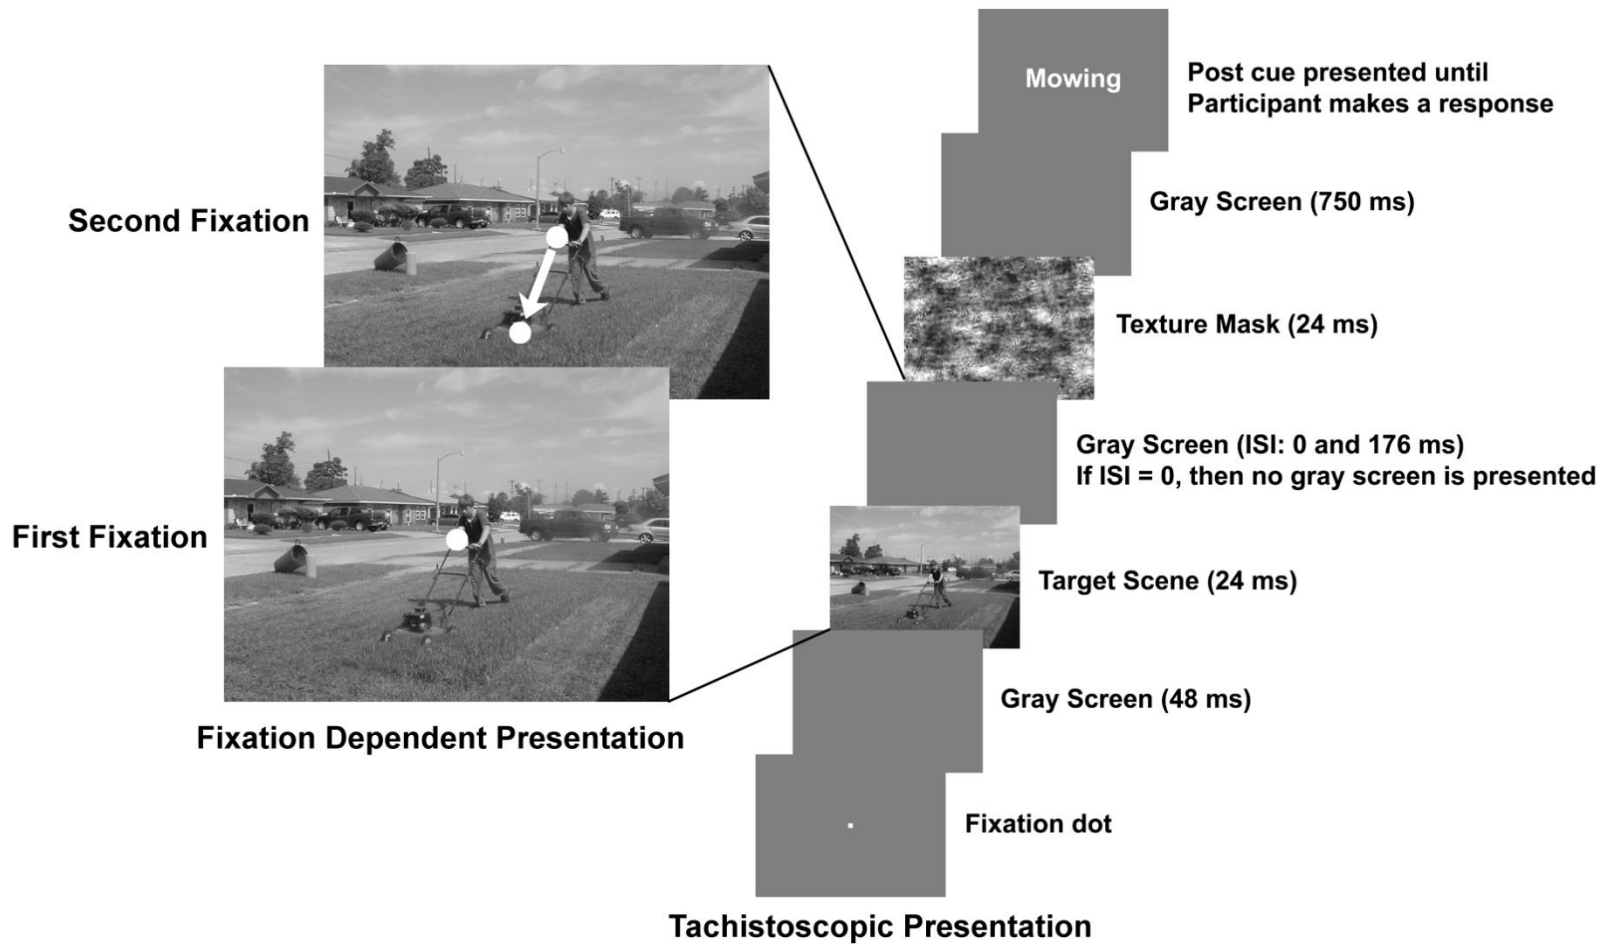 Mowing
Post cue presented until
Participant makes a response
Gray Screen (750 ms)
Second Fixation
Texture Mask (24 ms)
Gray Screen (ISI: 0 and 176 ms)
If ISI = 0, then no gray screen is presented
First Fixation
Target Scene (24 ms)
Gray Screen (48 ms)
Fixation Dependent Presentation
Fixation dot
Tachistoscopic Presentation